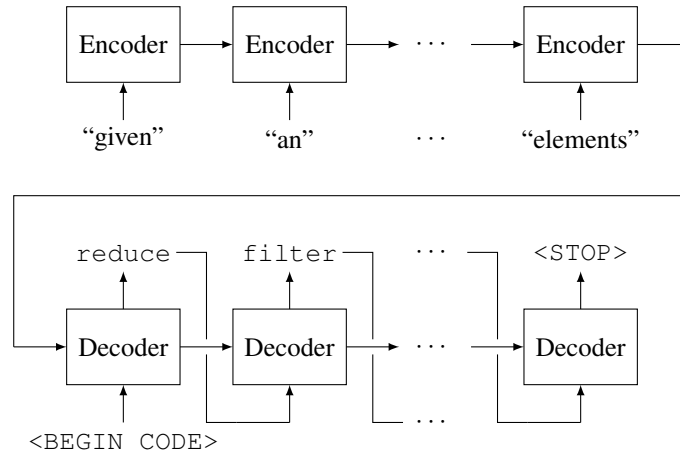 Encoder Encoder ··· Encoder
“given” “an” ··· “elements”
reduce filter ··· <STOP>
Decoder Decoder ··· Decoder
<BEGIN CODE> ···